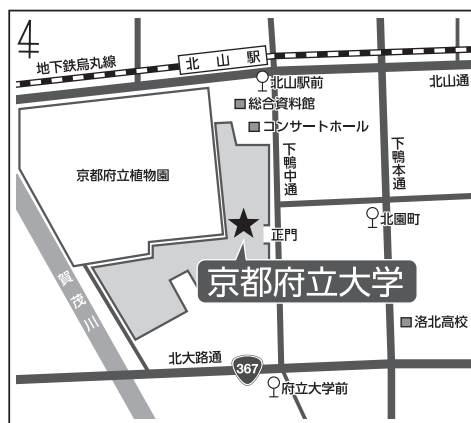 4
地下鉄烏丸線
北山駅
北山駅前
北山通
総合資料館
コンサートホール
京都府立植物園
下鴨中通
下鴨本通
北園町
正門
京都府立大学
賀茂川
洛北高校
北大路通
367
府立大学前